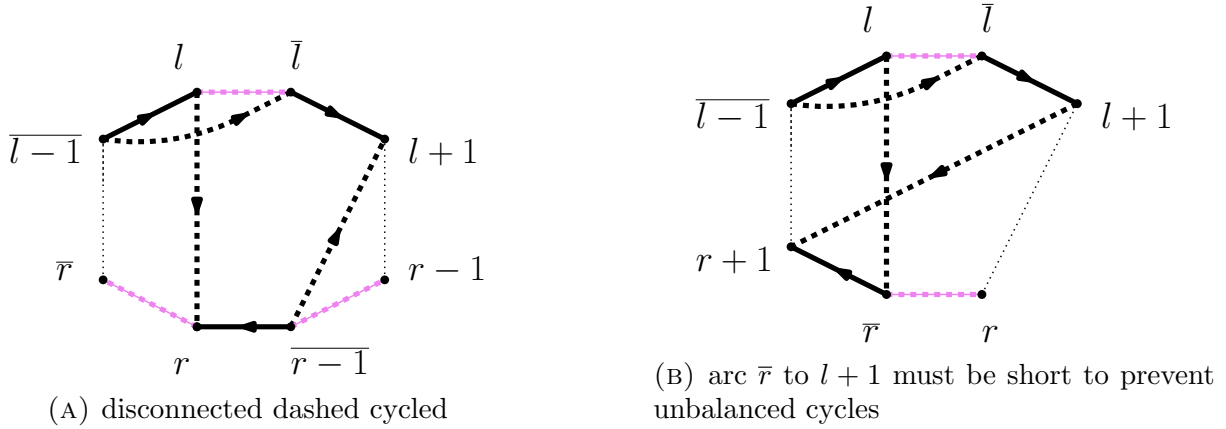 l l̅ l l̅
l−1̅ l + 1 l−1̅ l + 1
r̅ r − 1 r + 1
r r−1̅ r̅ r
(A) disconnected dashed cycled
(B) arc r̅ to l + 1 must be short to prevent
unbalanced cycles